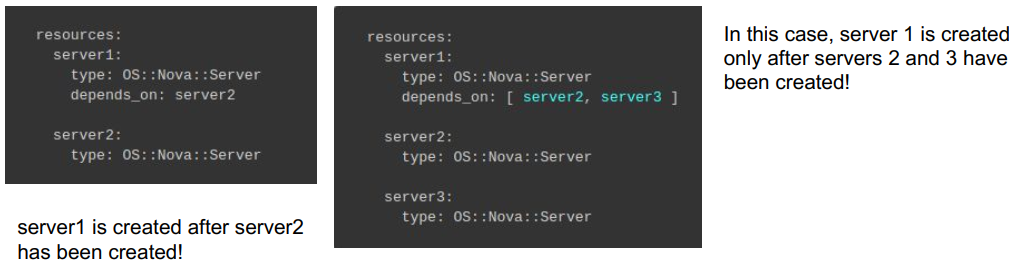 resources:
  server1:
    type: OS::Nova::Server
    depends_on: server2

  server2:
    type: OS::Nova::Server
server1 is created after server2
has been created!
resources:
  server1:
    type: OS::Nova::Server
    depends_on: [ server2, server3 ]

  server2:
    type: OS::Nova::Server

  server3:
    type: OS::Nova::Server
In this case, server 1 is created
only after servers 2 and 3 have
been created!